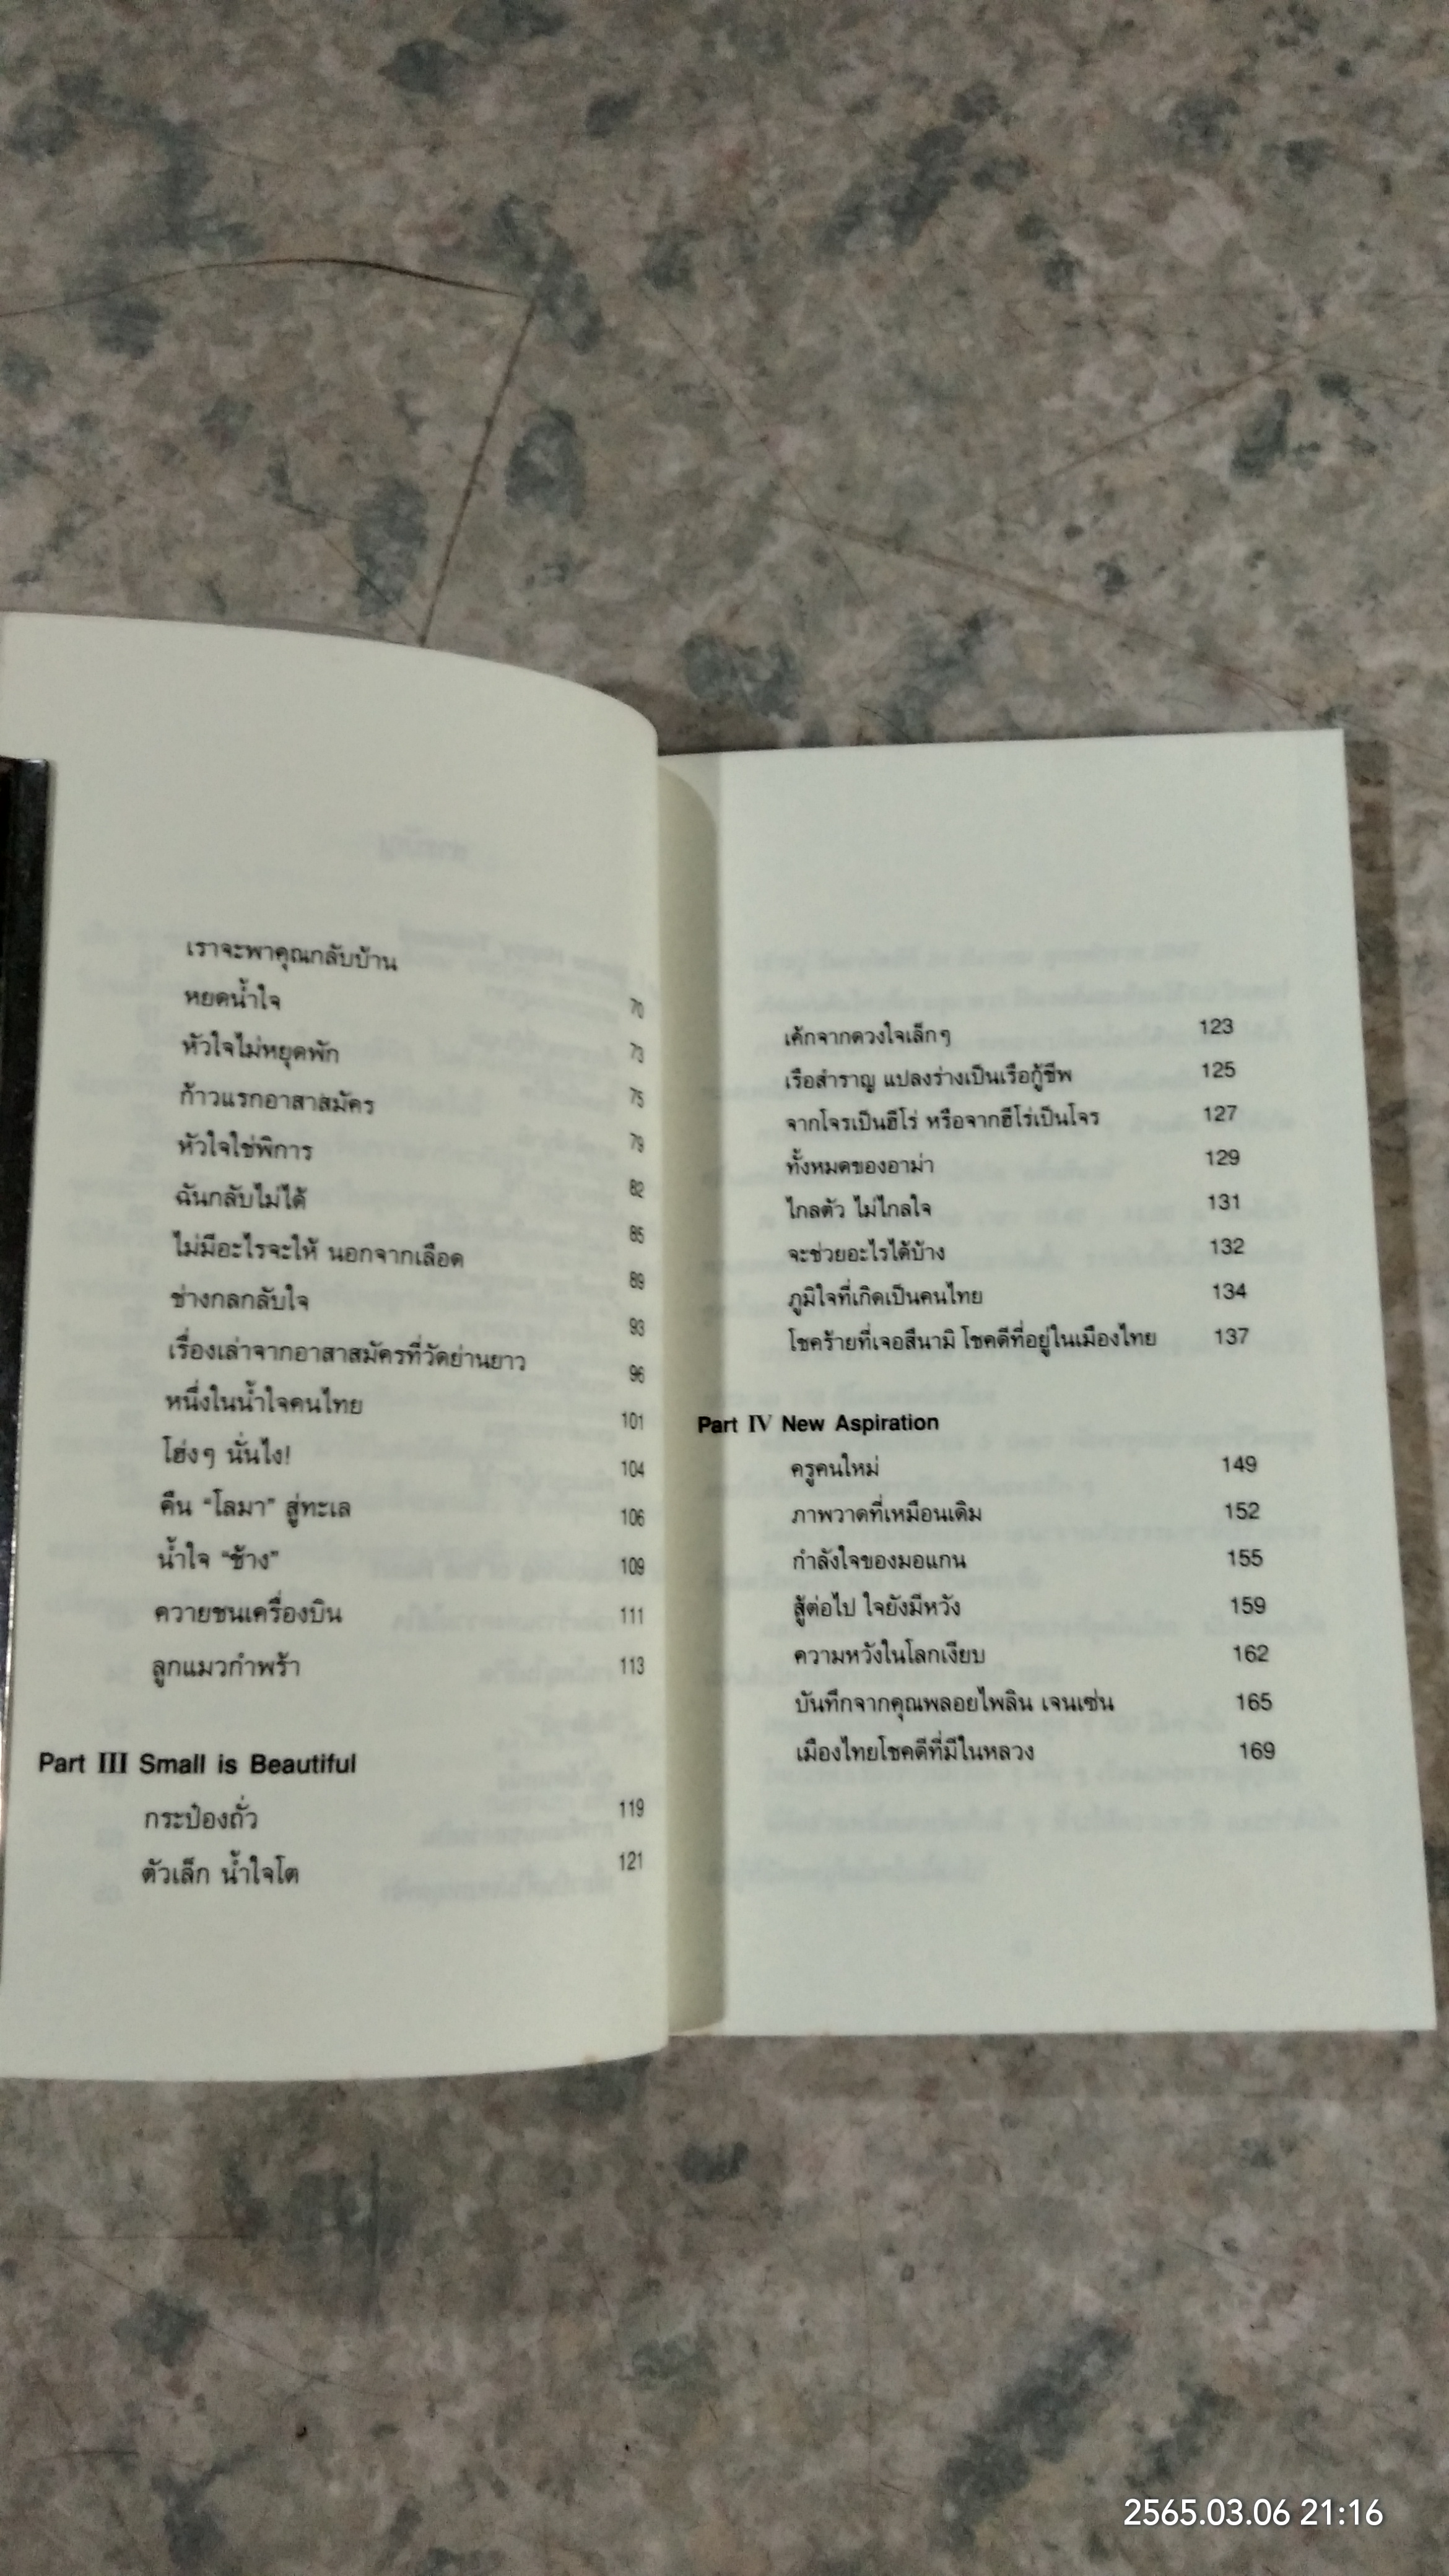 เราจะพาคุณกลับบ้าน 70
หยดน้ำใจ 73
หัวใจไม่หยุดพัก 75
ก้าวแรกอาสาสมัคร 79
หัวใจใช่พิการ 82
ฉันกลับไม่ได้ 85
ไม่มีอะไรจะให้ นอกจากเลือด 89
ช่างกลกลับใจ 93
เรื่องเล่าจากอาสาสมัครที่วัดย่านยาว 96
หนึ่งในน้ำใจคนไทย 101
โฮ่งๆ นั่นไง! 104
คืน "โลมา" สู่ทะเล 106
น้ำใจ "ช้าง" 109
ควายชนเครื่องบิน 111
ลูกแมวกำพร้า 113
Part III Small is Beautiful
กระป๋องถั่ว 119
ตัวเล็ก น้ำใจโต 121
เค้กจากดวงใจเล็กๆ 123
เรือสำราญ แปลงร่างเป็นเรือกู้ชีพ 125
จากโจรเป็นฮีโร่ หรือจากฮีโร่เป็นโจร 127
ทั้งหมดของอาม่า 129
ไกลตัว ไม่ไกลใจ 131
จะช่วยอะไรได้บ้าง 132
ภูมิใจที่เกิดเป็นคนไทย 134
โชคร้ายที่เจอสึนามิ โชคดีที่อยู่ในเมืองไทย 137
Part IV New Aspiration
ครูคนใหม่ 149
ภาพวาดที่เหมือนเดิม 152
กำลังใจของมอแกน 155
สู้ต่อไป ใจยังมีหวัง 159
ความหวังในโลกเงียบ 162
บันทึกจากคุณพลอยไพลิน เจนเซ่น 165
เมืองไทยโชคดีที่มีในหลวง 169
2565.03.06 21:16